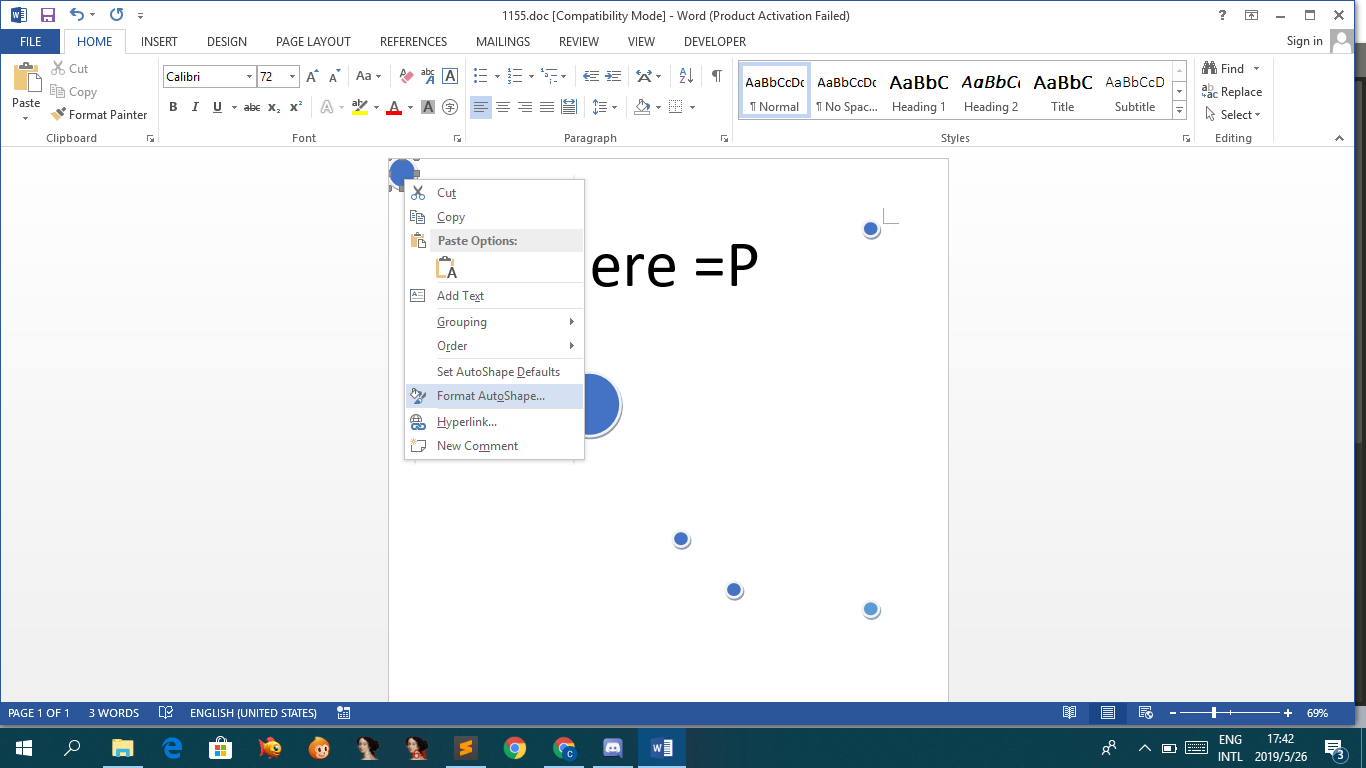 1155.doc [Compatibility Mode] - Word (Product Activation Failed)
FILE HOME INSERT DESIGN PAGE LAYOUT REFERENCES MAILINGS REVIEW VIEW DEVELOPER Sign in
Paste
Cut
Copy
Format Painter
Clipboard
Calibri 72
Aa
B I U abc x₂ x²
Font
Paragraph
AaBbCcDc AaBbCcDc AaBbC AaBbCc AaBbC AaBbCcD
¶ Normal ¶ No Spac... Heading 1 Heading 2 Title Subtitle
Styles
Find
Replace
Select
Editing
Cut
Copy
Paste Options:
Add Text
Grouping
Order
Set AutoShape Defaults
Format AutoShape...
Hyperlink...
New Comment
ere =P
PAGE 1 OF 1 3 WORDS ENGLISH (UNITED STATES) 69%
ENG 17:42
INTL 2019/5/26
3